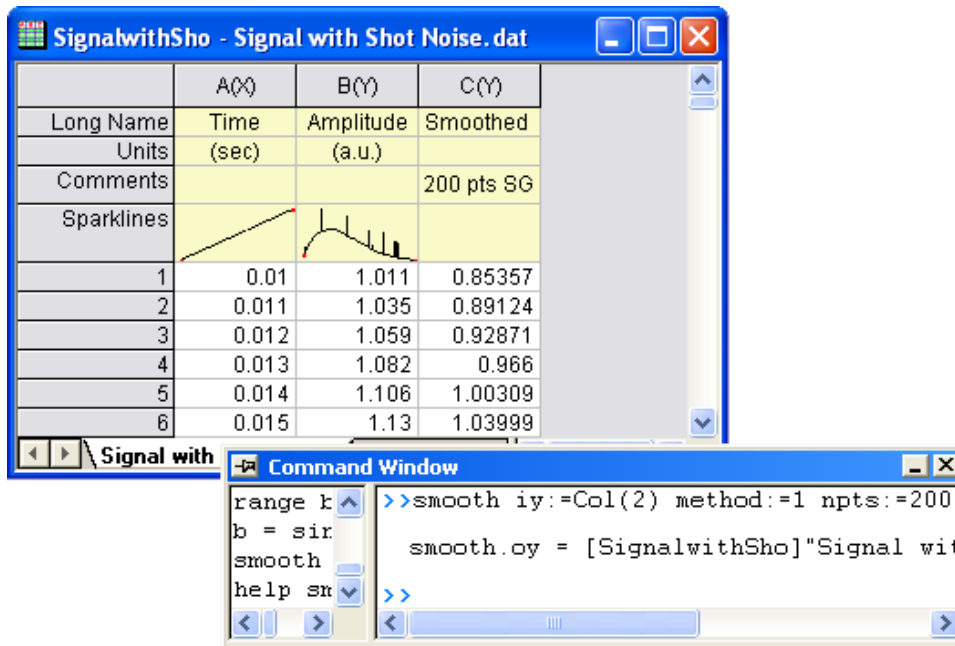 SignalwithSho - Signal with Shot Noise.dat
A(X) B(Y) C(Y)
Long Name Time Amplitude Smoothed
Units (sec) (a.u.)
Comments 200 pts SG
Sparklines
1 0.01 1.011 0.85357
2 0.011 1.035 0.89124
3 0.012 1.059 0.92871
4 0.013 1.082 0.966
5 0.014 1.106 1.00309
6 0.015 1.13 1.03999
Signal with
Command Window
range
b = sin
smooth
help sm
>>smooth iy:=Col(2) method:=1 npts:=200
smooth.oy = [SignalwithSho]"Signal wit
>>